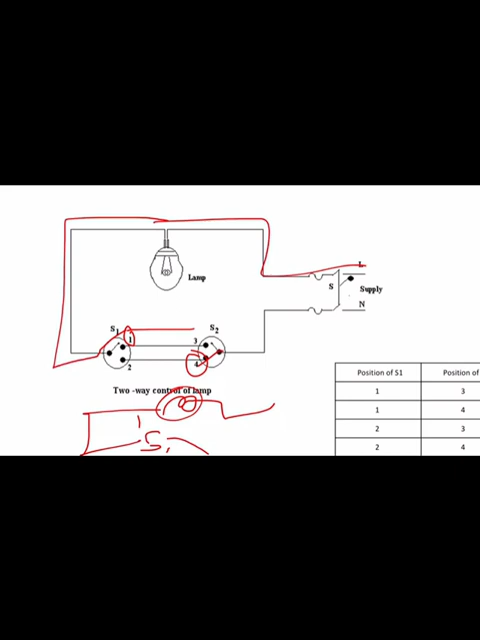 L
S
Supply
Lamp
N
S1
S2
1
3
2
4
Two -way control of lamp
Position of S1
Position of
1
3
1
4
2
3
2
4
1
S,